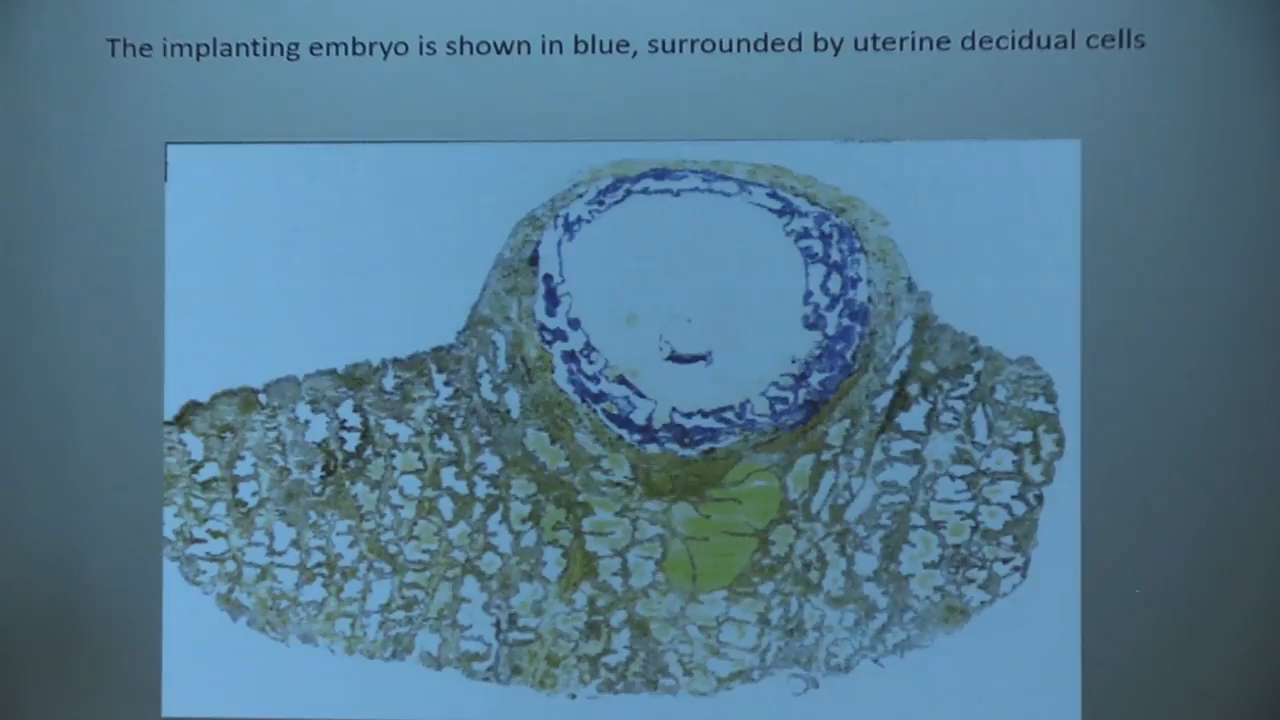 The implanting embryo is shown in blue, surrounded by uterine decidual cells